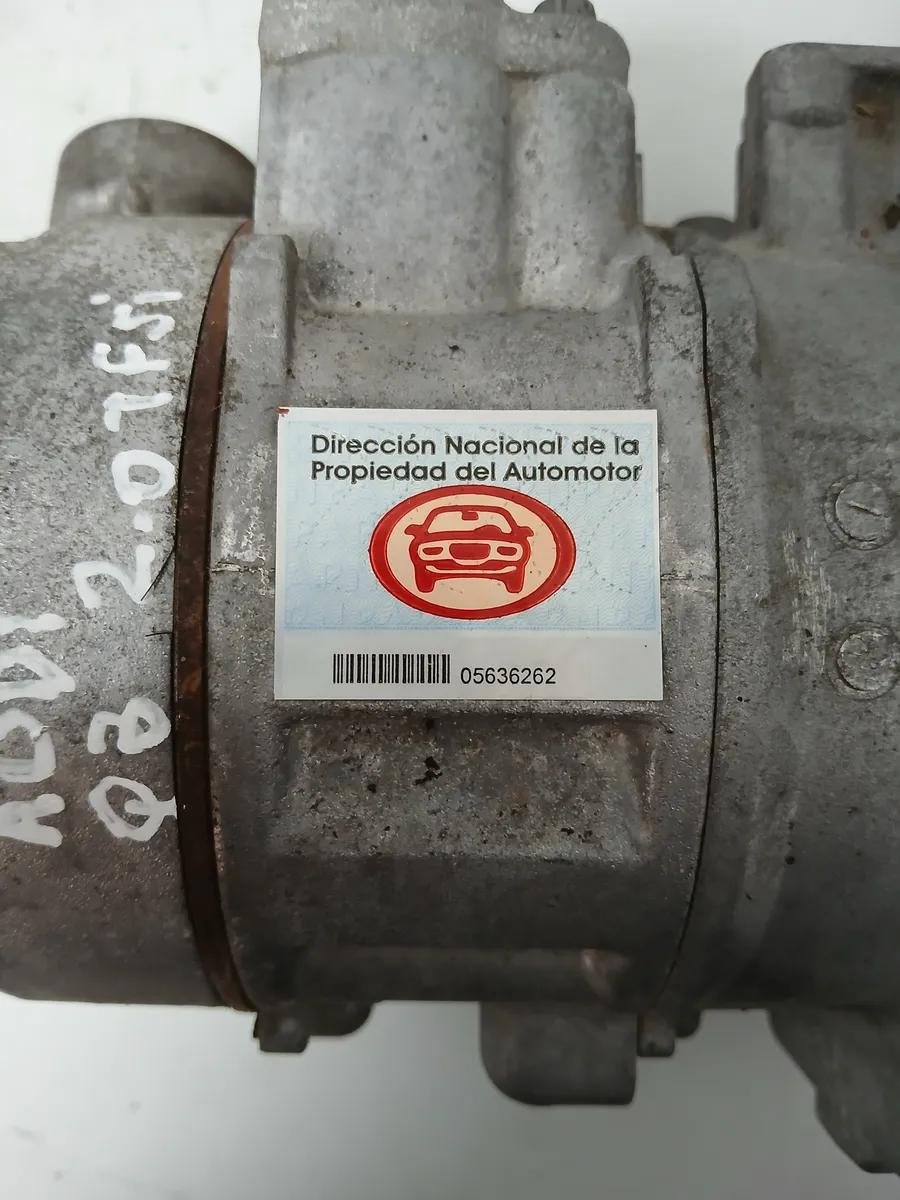 AUDI
Q3 2.0 TFSi
Dirección Nacional de la
Propiedad del Automotor
05636262